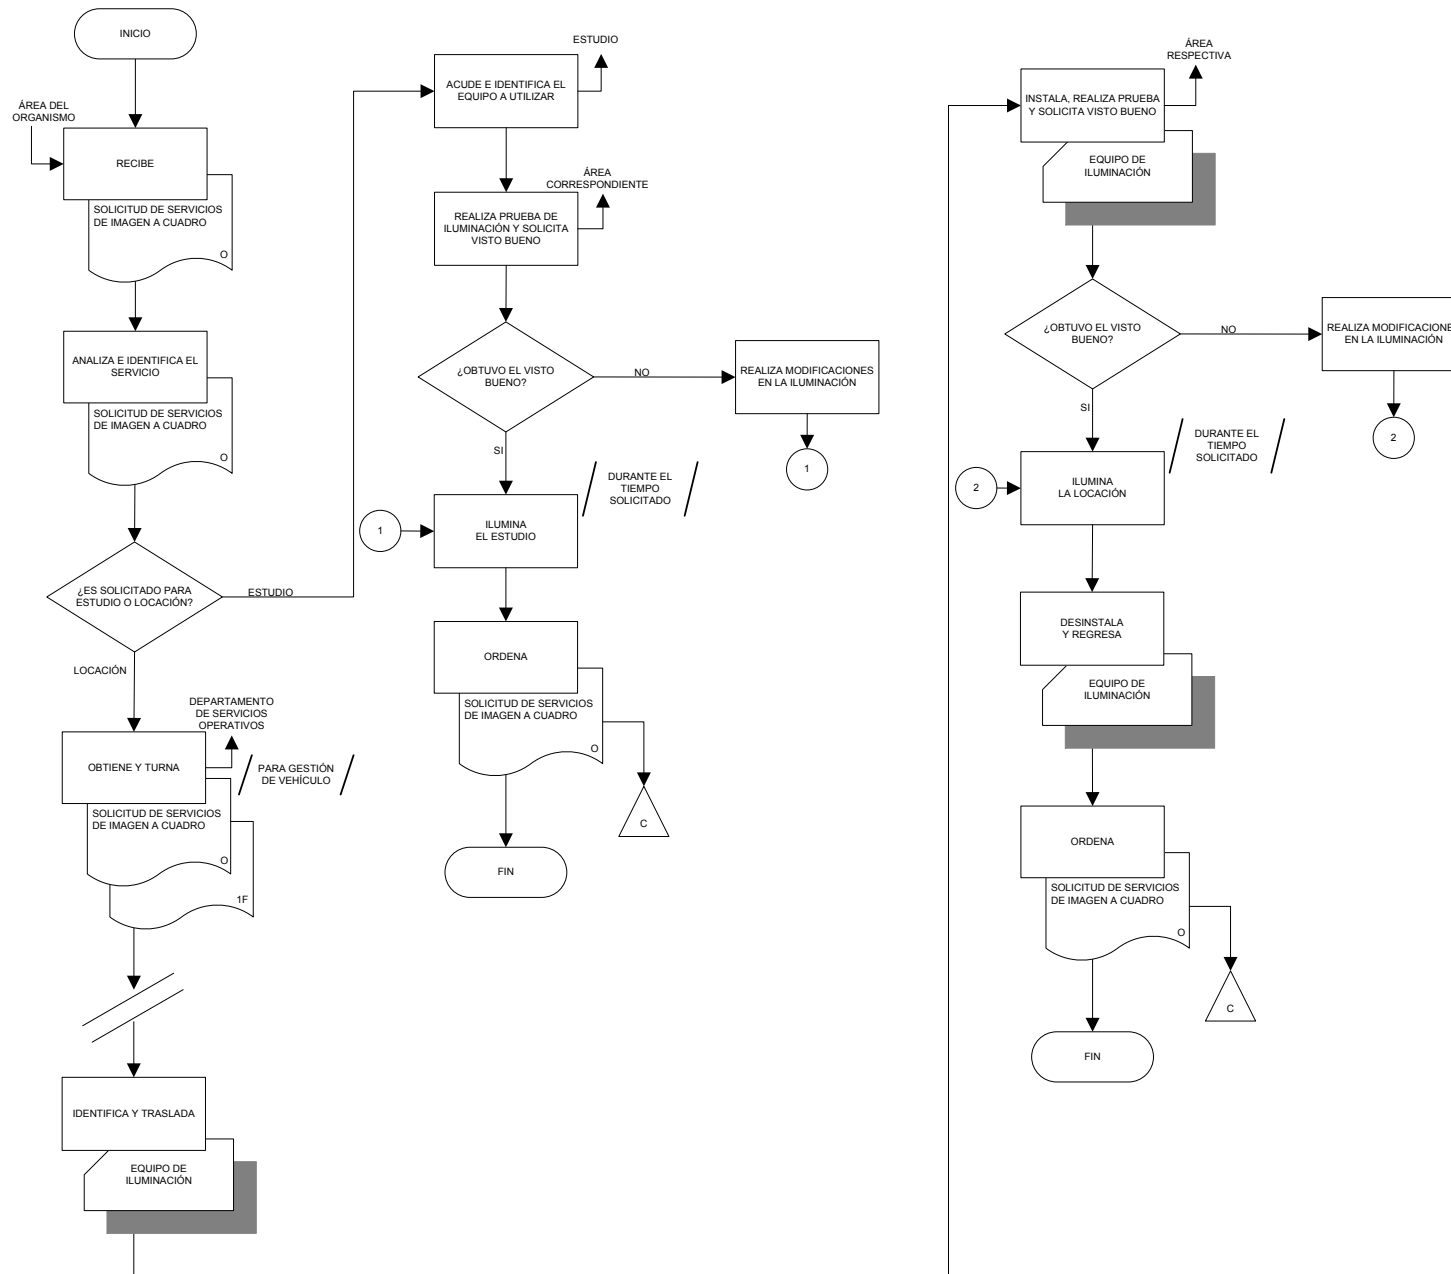 INICIO
ÁREA DEL
ORGANISMO
RECIBE
SOLICITUD DE SERVICIOS
DE IMAGEN A CUADRO
O
ANALIZA E IDENTIFICA EL
SERVICIO
SOLICITUD DE SERVICIOS
DE IMAGEN A CUADRO
O
¿ES SOLICITADO PARA
ESTUDIO O LOCACIÓN?
ESTUDIO
LOCACIÓN
DEPARTAMENTO
DE SERVICIOS
OPERATIVOS
OBTIENE Y TURNA
PARA GESTIÓN
DE VEHÍCULO
SOLICITUD DE SERVICIOS
DE IMAGEN A CUADRO
O
1F
IDENTIFICA Y TRASLADA
EQUIPO DE
ILUMINACIÓN
ESTUDIO
ACUDE E IDENTIFICA EL
EQUIPO A UTILIZAR
ÁREA
CORRESPONDIENTE
REALIZA PRUEBA DE
ILUMINACIÓN Y SOLICITA
VISTO BUENO
¿OBTUVO EL VISTO
BUENO?
NO
REALIZA MODIFICACIONES
EN LA ILUMINACIÓN
1
SI
DURANTE EL
TIEMPO
SOLICITADO
1
ILUMINA
EL ESTUDIO
ORDENA
SOLICITUD DE SERVICIOS
DE IMAGEN A CUADRO
O
C
FIN
ÁREA
RESPECTIVA
INSTALA, REALIZA PRUEBA
Y SOLICITA VISTO BUENO
EQUIPO DE
ILUMINACIÓN
¿OBTUVO EL VISTO
BUENO?
NO
REALIZA MODIFICACIONE
EN LA ILUMINACIÓN
2
SI
DURANTE EL
TIEMPO
SOLICITADO
2
ILUMINA
LA LOCACIÓN
DESINSTALA
Y REGRESA
EQUIPO DE
ILUMINACIÓN
ORDENA
SOLICITUD DE SERVICIOS
DE IMAGEN A CUADRO
O
C
FIN